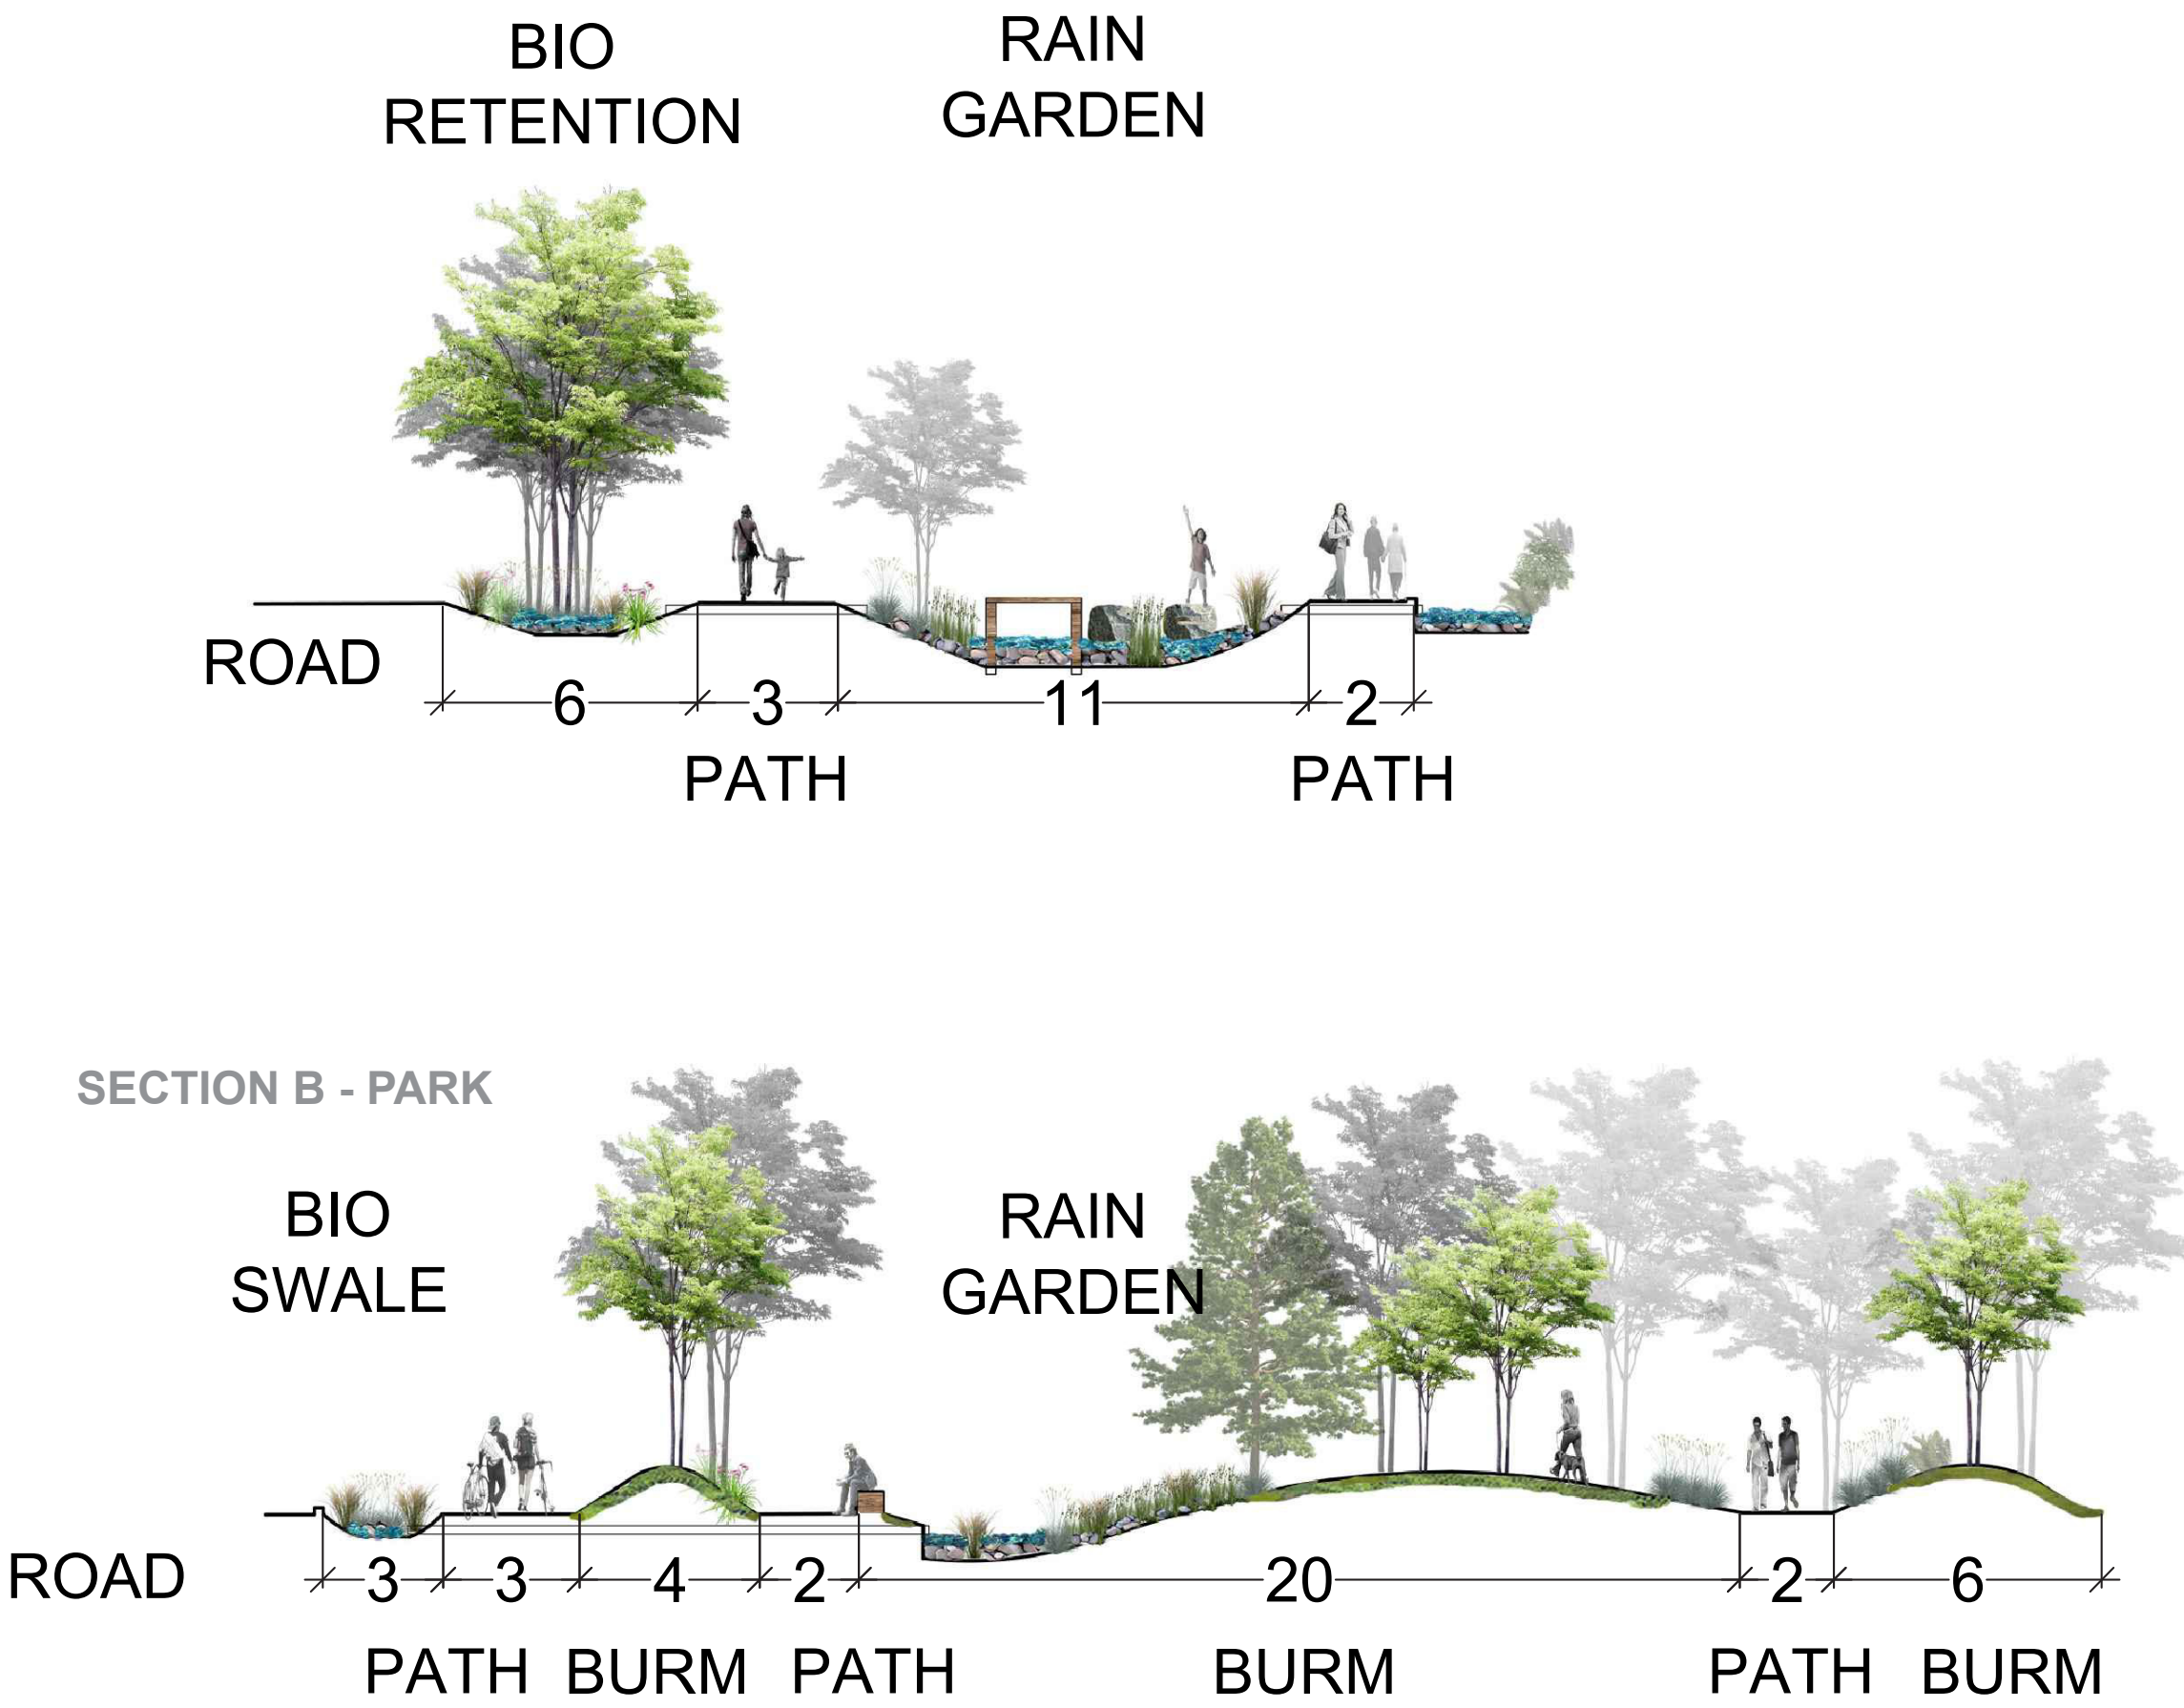 BIO
RETENTION
RAIN
GARDEN
ROAD
6 3 11 2
PATH PATH
SECTION B - PARK
BIO
SWALE
RAIN
GARDEN
ROAD
3 3 4 2 20 2 6
PATH BURM PATH BURM PATH BURM